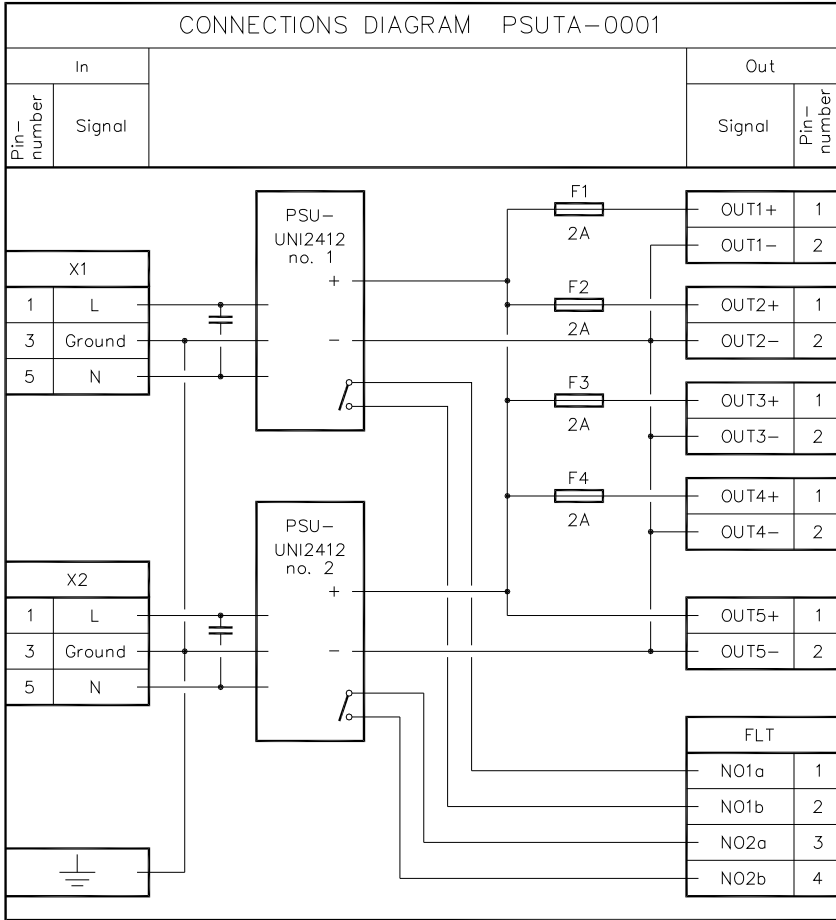 CONNECTIONS DIAGRAM PSUTA-0001
In
Out
Pin-
number
Signal
Signal
Pin-
number
PSU-
UNI2412
no. 1
+
-
X1
1 L
3 Ground
5 N
F1
2A
F2
2A
F3
2A
F4
2A
OUT1+ 1
OUT1- 2
OUT2+ 1
OUT2- 2
OUT3+ 1
OUT3- 2
OUT4+ 1
OUT4- 2
PSU-
UNI2412
no. 2
+
-
X2
1 L
3 Ground
5 N
OUT5+ 1
OUT5- 2
FLT
NO1a 1
NO1b 2
NO2a 3
NO2b 4